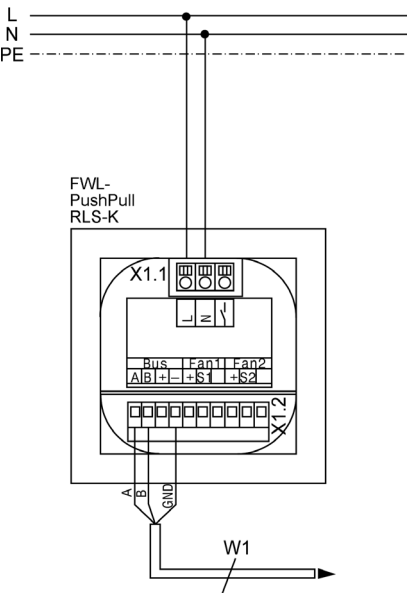 L
N
PE
FWL-
PushPull
RLS-K
X1.1
L
N
Bus Fan1 Fan2
A B + – + S1 + S2
X1.2
A
B
GND
W1